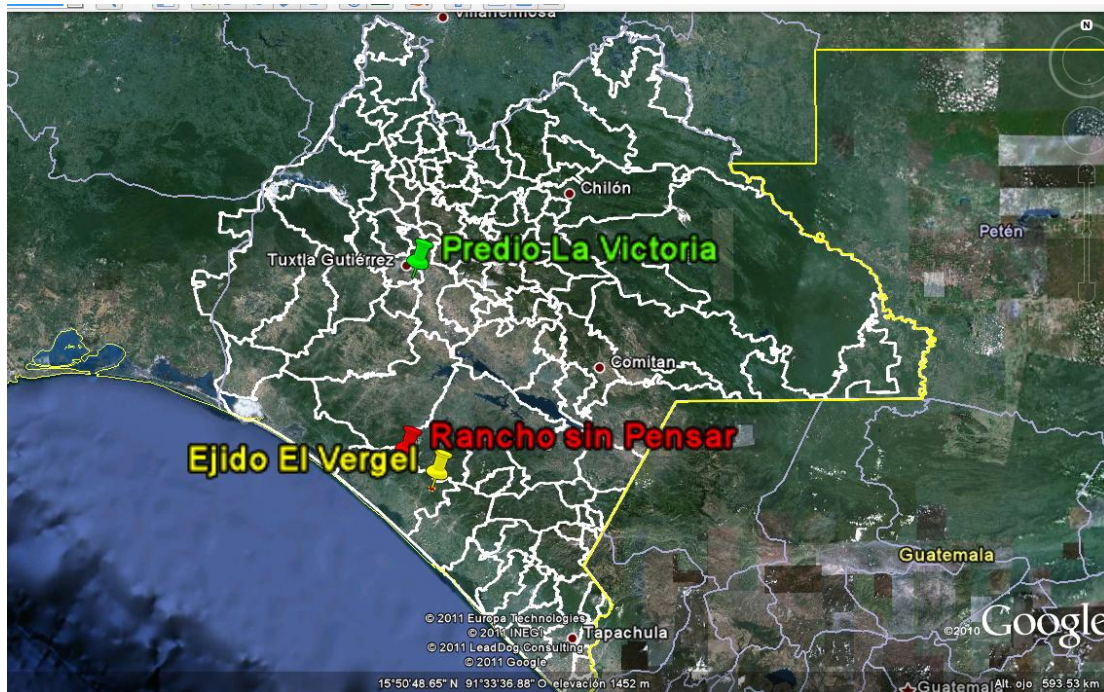 Villahermosa
Chilón
Petén
Predio La Victoria
Tuxtla Gutiérrez
Comitan
Rancho sin Pensar
Ejido El Vergel
Guatemala
© 2011 Europa Technologies
© 2011 INEGI
© 2011 LeadDog Consulting
© 2011 Google
Tapachula
©2010 Google
15°50'48.65" N 91°33'36.88" O elevación 1452 m
Guatemala
Alt. ojo 593.53 km
N